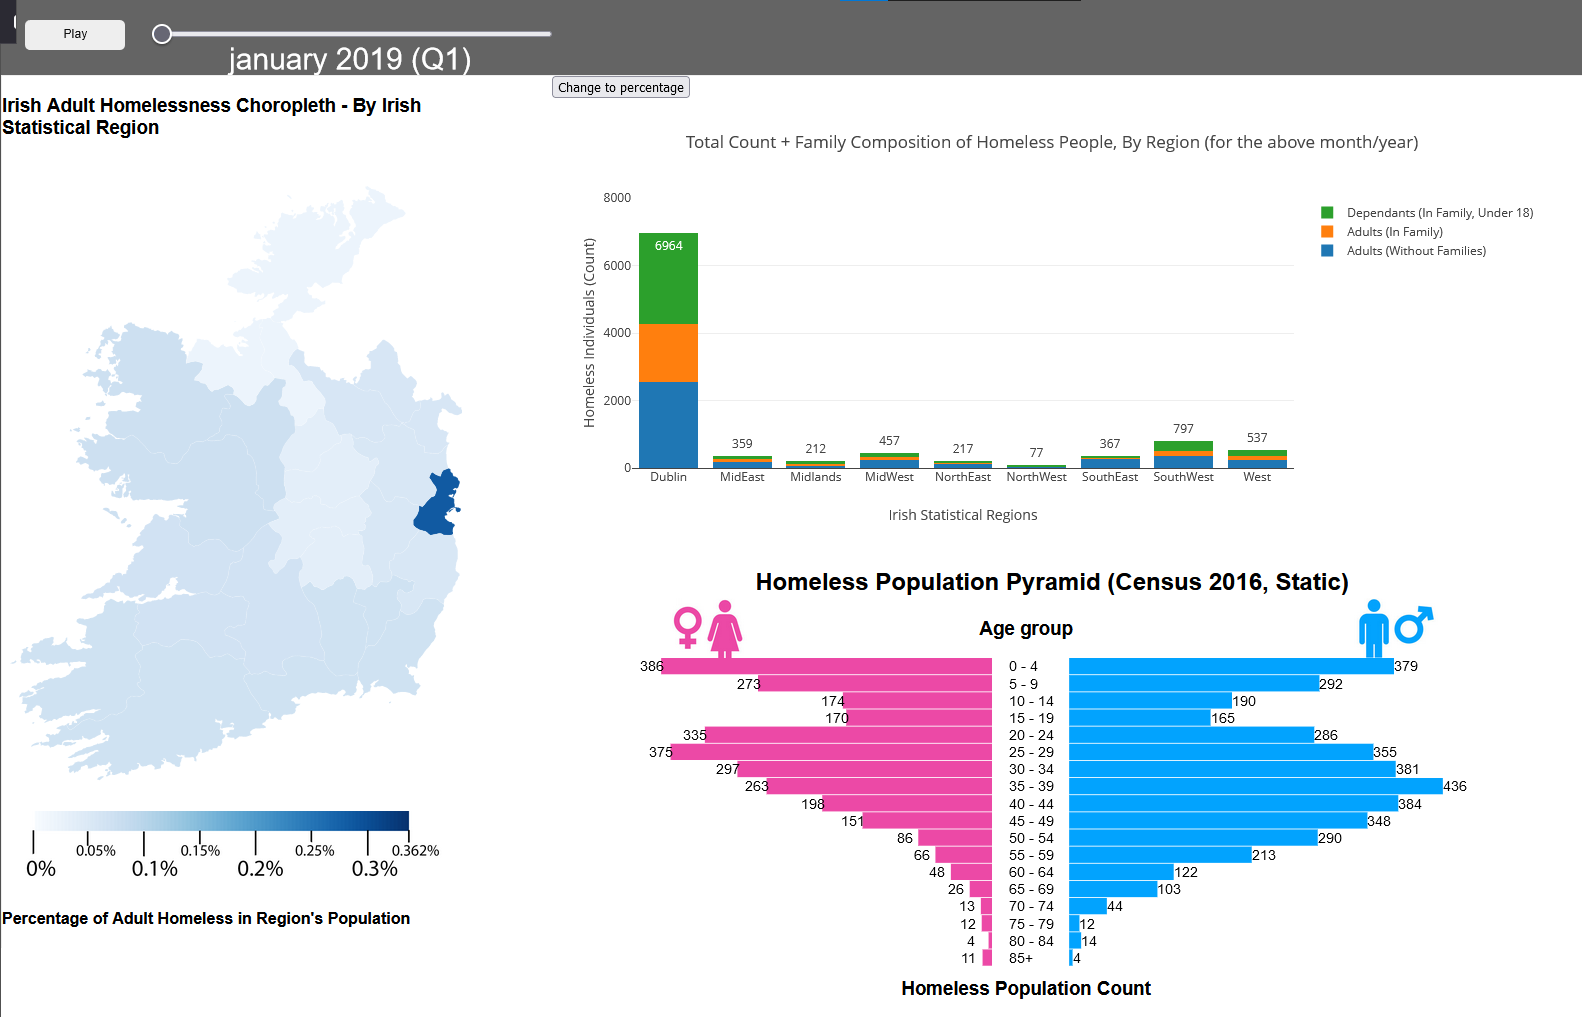 Play
january 2019 (Q1)
Change to percentage
Irish Adult Homelessness Choropleth - By Irish
Statistical Region
0% 0.05% 0.1% 0.15% 0.2% 0.25% 0.3% 0.362%
Percentage of Adult Homeless in Region's Population
Total Count + Family Composition of Homeless People, By Region (for the above month/year)
Homeless Individuals (Count)
8000
6000
4000
2000
0
6964 359 212 457 217 77 367 797 537
Dublin MidEast Midlands MidWest NorthEast NorthWest SouthEast SouthWest West
Irish Statistical Regions
Dependants (In Family, Under 18)
Adults (In Family)
Adults (Without Families)
Homeless Population Pyramid (Census 2016, Static)
Age group
386 0 - 4 379
273 5 - 9 292
174 10 - 14 190
170 15 - 19 165
335 20 - 24 286
375 25 - 29 355
297 30 - 34 381
263 35 - 39 436
198 40 - 44 384
151 45 - 49 348
86 50 - 54 290
66 55 - 59 213
48 60 - 64 122
26 65 - 69 103
13 70 - 74 44
12 75 - 79 12
4 80 - 84 14
11 85+ 4
Homeless Population Count